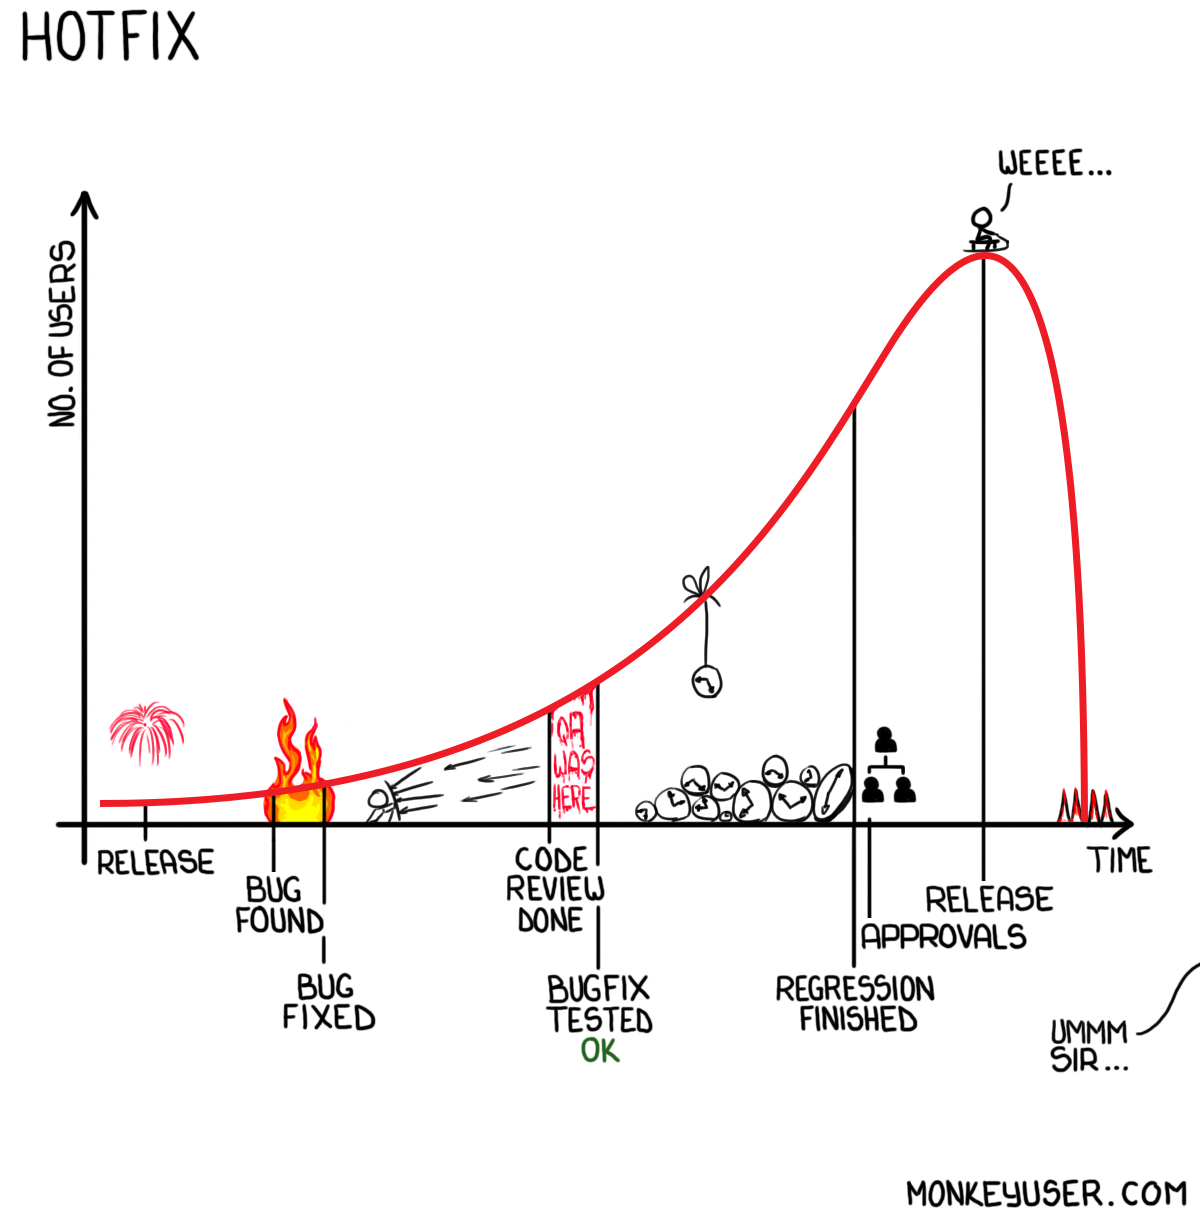 HOTFIX
WEEEE...
NO. OF USERS
QA
WAS
HERE
RELEASE
BUG
FOUND
BUG
FIXED
CODE
REVIEW
DONE
BUGFIX
TESTED
OK
REGRESSION
FINISHED
APPROVALS
RELEASE
TIME
UMMM
SIR...
MONKEYUSER.COM